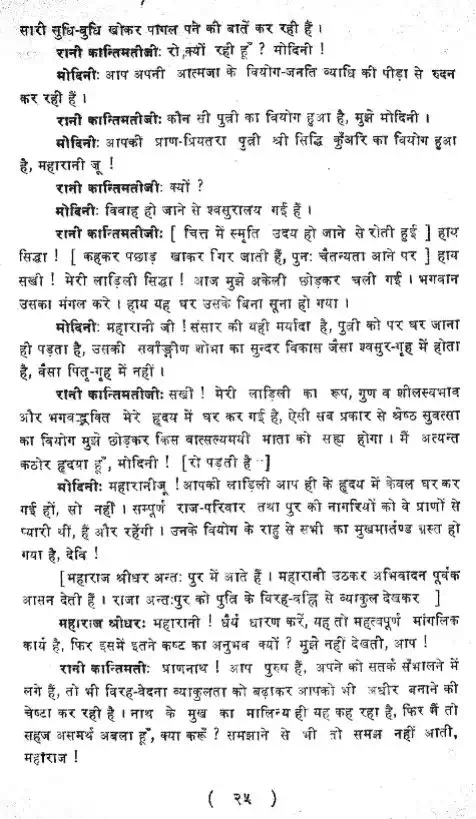 सारी सुधि-बुधि खोकर पागल पने की बातें कर रही हैं ।
रानी कान्तिमतीजीः रो क्यों रही हूँ ? मोदिनी !
मोदिनीः आप अपनी आत्मजा के वियोग-जनति व्याधि की पीड़ा से रुदन
कर रही हैं ।
रानी कान्तिमतीजीः कौन सी पुत्री का वियोग हुआ है, मुझे मोदिनी ।
मोदिनीः आपकी प्राण-प्रियतरा पुत्री श्री सिद्धि कुँअरि का वियोग हुआ
है, महारानी जू !
रानी कान्तिमतीजीः क्यों ?
मोदिनीः विवाह हो जाने से श्वसुरालय गई हैं ।
रानी कान्तिमतीजीः [ चित्त में स्मृति उदय हो जाने से रोती हुई ] हाय
सिद्धा ! [ कहकर पछाड़ खाकर गिर जाती हैं, पुनः चैतन्यता आने पर ] हाय
सखी ! मेरी लाड़िली सिद्धा ! आज मुझे अकेली छोड़कर चली गई । भगवान
उसका मंगल करे । हाय यह घर उसके बिना सूना हो गया ।
मोदिनीः महारानी जी ! संसार की यही मर्यादा है, पुत्री को पर घर जाना
ही पड़ता है, उसकी सर्वाङ्गीण शोभा का सुन्दर विकास जैसा श्वसुर-गृह में होता
है, वैसा पितृ-गृह में नहीं ।
रानी कान्तिमतीजीः सखी ! मेरी लाड़िली का रूप, गुण व शीलस्वभाव
और भगवद्भक्ति मेरे हृदय में घर कर गई है, ऐसी सब प्रकार से श्रेष्ठ सुवत्सा
का वियोग मुझे छोड़कर किस वात्सल्यमयी माता को सह्य होगा । मैं अत्यन्त
कठोर हृदया हूँ, मोदिनी ! [ रो पड़ती है ]
मोदिनीः महारानीजू ! आपकी लाड़िली आप ही के हृदय में केवल घर कर
गई हों, सो नहीं । सम्पूर्ण राज-परिवार तथा पुर को नागरियों को वे प्राणों से
प्यारी थीं, हैं और रहेंगी । उनके वियोग के राहु से सभी का मुखमार्तण्ड ग्रस्त हो
गया है, देवि !
[महाराज श्रीधर अन्तः पुर में आते हैं । महारानी उठकर अभिवादन पूर्वक
आसन देती हैं । राजा अन्तःपुर को पुत्रि के विरह-वह्नि से व्याकुल देखकर ]
महाराज श्रीधरः महारानी ! धैर्य धारण करें, यह तो महत्वपूर्ण मांगलिक
कार्य है, फिर इसमें इतने कष्ट का अनुभव क्यों ? मुझे नहीं देखती, आप !
रानी कान्तिमतीः प्राणनाथ ! आप पुरुष हैं, अपने को सतर्क सँभालने में
लगे हैं, तो भी विरह-वेदना व्याकुलता को बढ़ाकर आपको भी अधीर बनाने की
चेष्टा कर रही है । नाथ के मुख का मालिन्य ही यह कह रहा है, फिर मैं तो
सहज असमर्थ अबला हूँ, क्या करूँ ? समझाने से भी तो समझ नहीं आती,
महाराज !
( २५ )